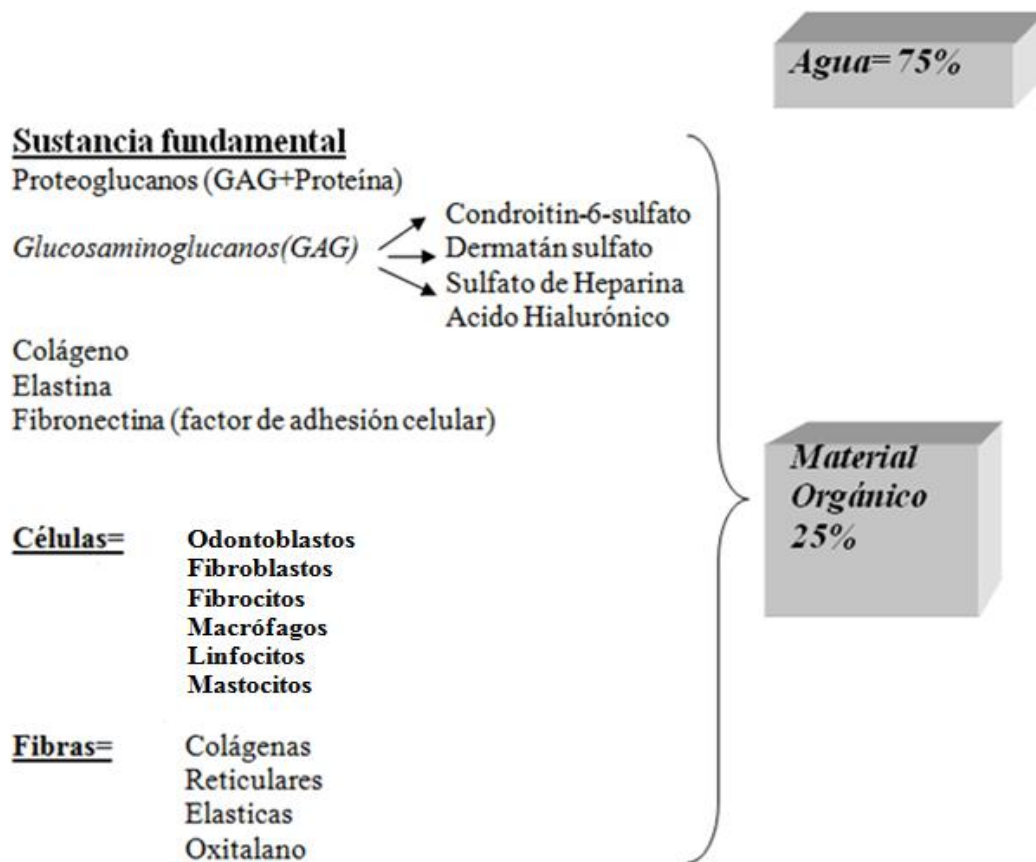 Agua= 75%
Sustancia fundamental
Proteoglucanos (GAG+Proteína)
Glucosaminoglucanos(GAG)
Condroitin-6-sulfato
Dermatán sulfato
Sulfato de Heparina
Acido Hialurónico
Colágeno
Elastina
Fibronectina (factor de adhesión celular)
Material
Orgánico
25%
Células=
Odontoblastos
Fibroblastos
Fibrocitos
Macrófagos
Linfocitos
Mastocitos
Fibras=
Colágenas
Reticulares
Elasticas
Oxitalano